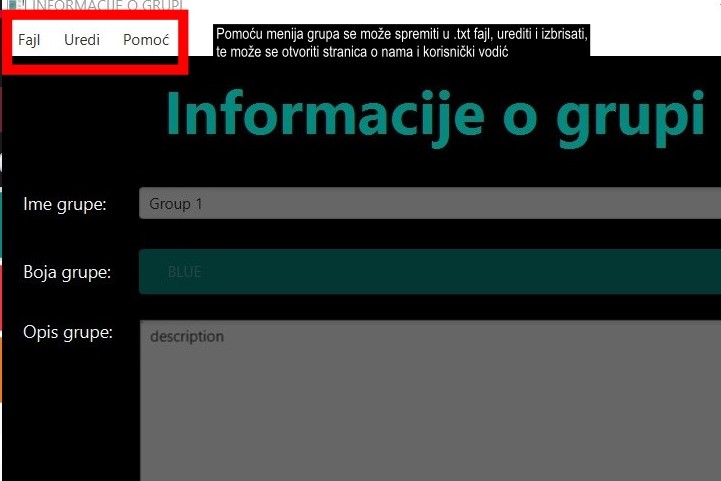 INFORMACIJE O GRUPI
Fajl Uredi Pomoć
Pomoću menija grupa se može spremiti u .txt fajl, urediti i izbrisati,
te može se otvoriti stranica o nama i korisnički vodić
Informacije o grupi
Ime grupe: Group 1
Boja grupe: BLUE
Opis grupe: description